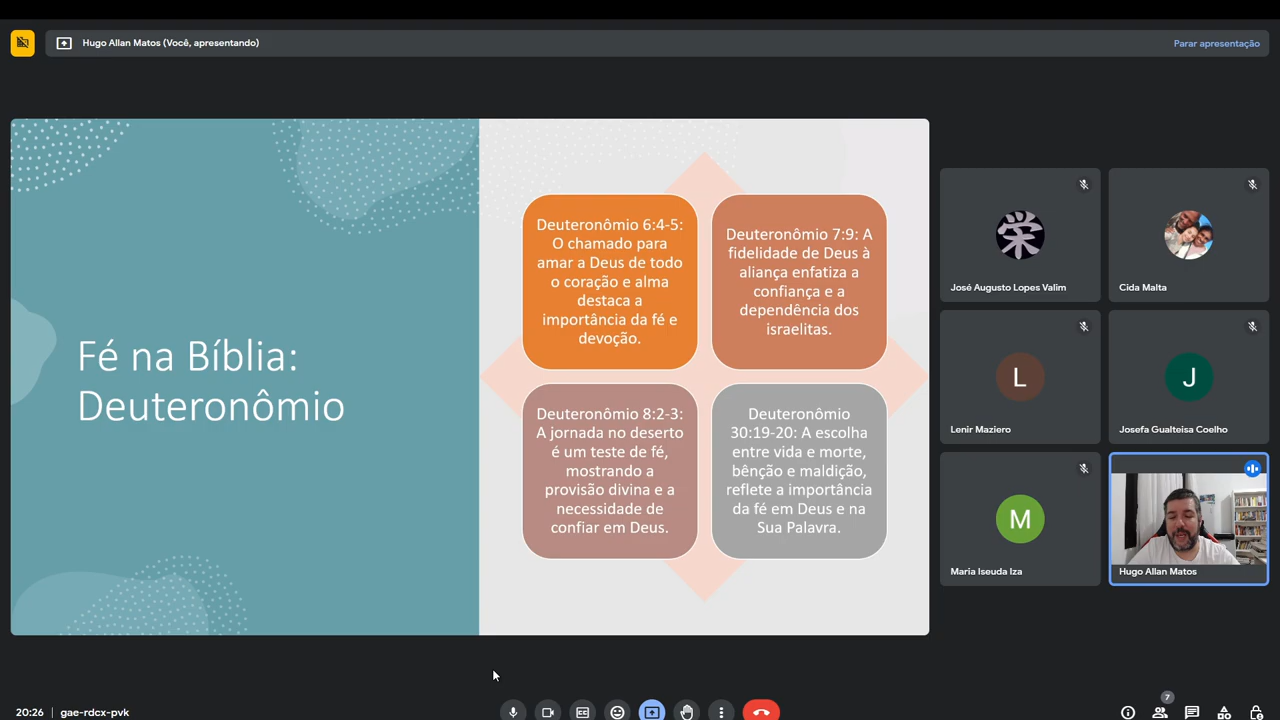 Hugo Allan Matos (Você, apresentando)
Parar apresentação
Fé na Bíblia:
Deuteronômio
Deuteronômio 6:4-5:
O chamado para
amar a Deus de todo
o coração e alma
destaca a
importância da fé e
devoção.
Deuteronômio 7:9: A
fidelidade de Deus à
aliança enfatiza a
confiança e a
dependência dos
israelitas.
Deuteronômio 8:2-3:
A jornada no deserto
é um teste de fé,
mostrando a
provisão divina e a
necessidade de
confiar em Deus.
Deuteronômio
30:19-20: A escolha
entre vida e morte,
bênção e maldição,
reflete a importância
da fé em Deus e na
Sua Palavra.
栄
José Augusto Lopes Valim
Cida Malta
L
Lenir Maziero
J
Josefa Gualteisa Coelho
M
Maria Iseuda Iza
Hugo Allan Matos
20:26 | gae-rdcx-pvk
7